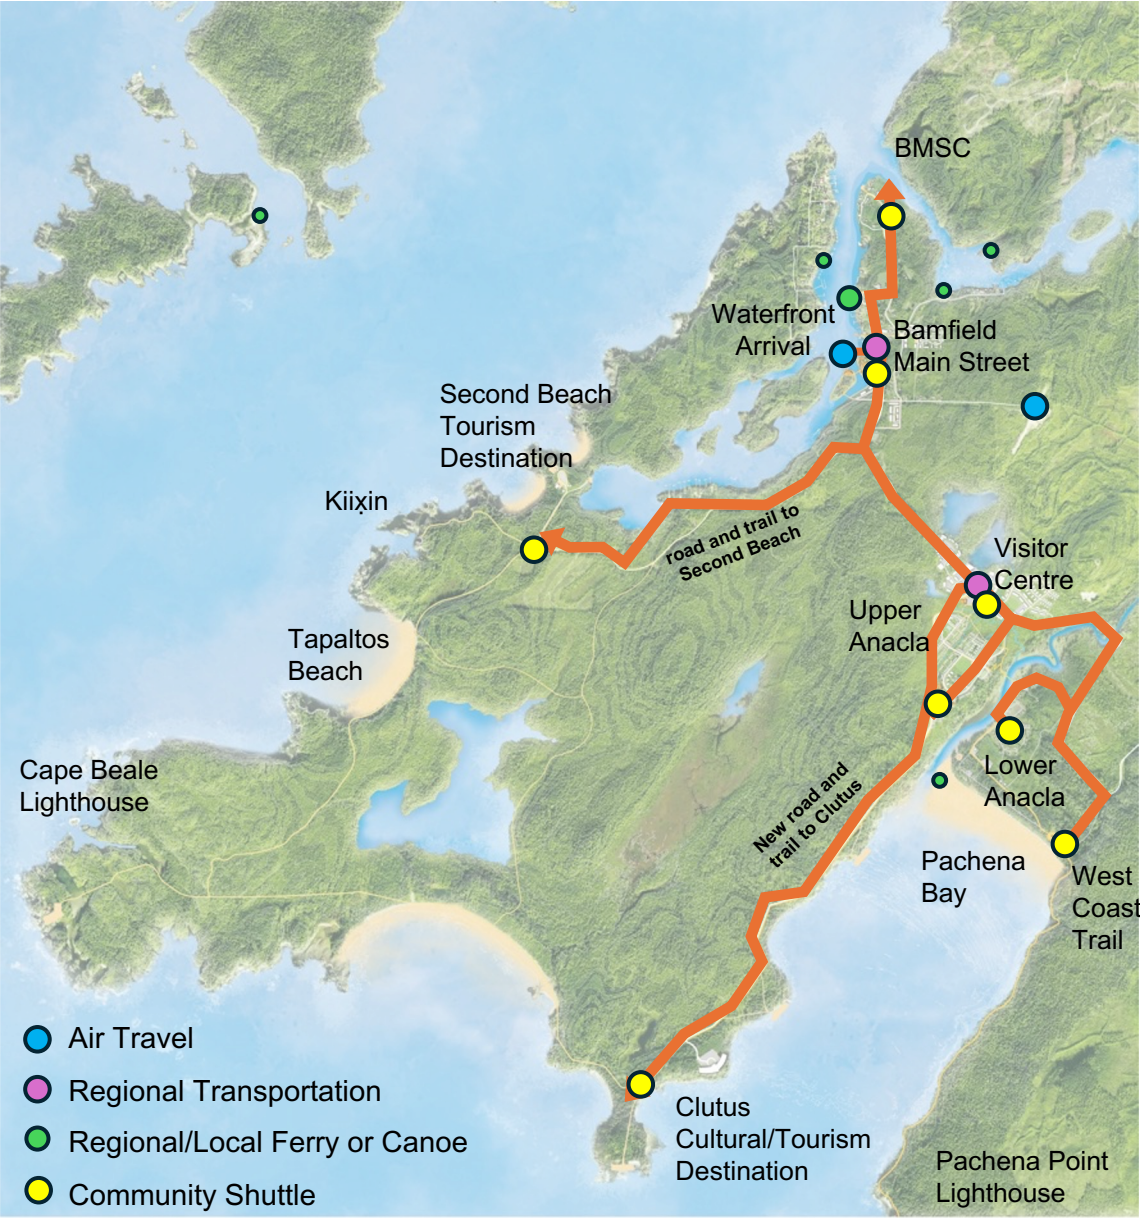 BMSC
Waterfront
Arrival
Bamfield
Main Street
Second Beach
Tourism
Destination
Kiix̣in
road and trail to
Second Beach
Visitor
Centre
Upper
Anacla
Tapaltos
Beach
Cape Beale
Lighthouse
Lower
Anacla
New road and
trail to Clutus
Pachena
Bay
West
Coast
Trail
Air Travel
Regional Transportation
Regional/Local Ferry or Canoe
Community Shuttle
Clutus
Cultural/Tourism
Destination
Pachena Point
Lighthouse